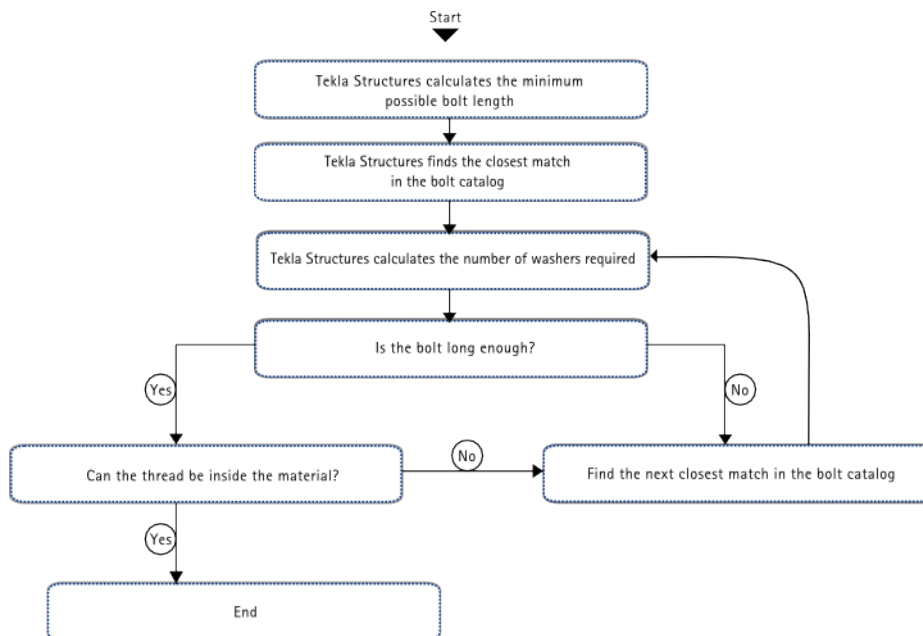 Start
Tekla Structures calculates the minimum
possible bolt length
Tekla Structures finds the closest match
in the bolt catalog
Tekla Structures calculates the number of washers required
Is the bolt long enough?
Yes
No
Can the thread be inside the material?
No
Find the next closest match in the bolt catalog
Yes
End